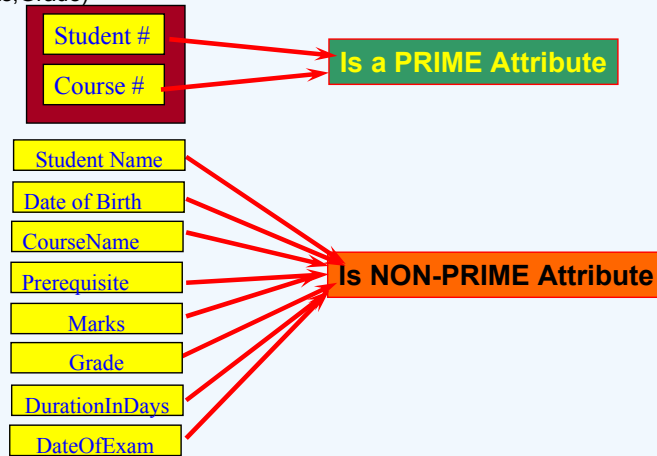 Grade)
Student #
Is a PRIME Attribute
Course #
Student Name
Date of Birth
CourseName
Prerequisite
Is NON-PRIME Attribute
Marks
Grade
DurationInDays
DateOfExam